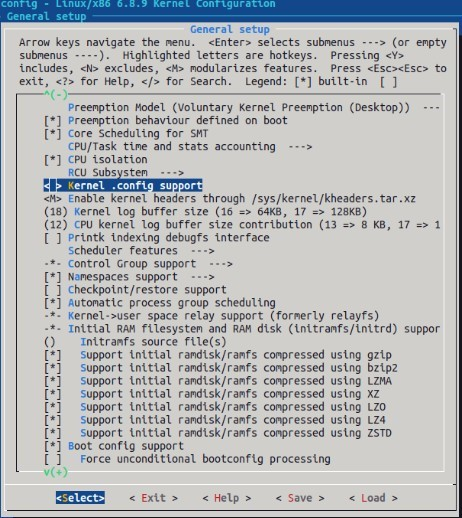 config - Linux/x86 6.8.9 Kernel Configuration
General setup
General setup
Arrow keys navigate the menu.  <Enter> selects submenus ---> (or empty
submenus ----).  Highlighted letters are hotkeys.  Pressing <Y>
includes, <N> excludes, <M> modularizes features.  Press <Esc><Esc> to
exit, <?> for Help, </> for Search.  Legend: [*] built-in  [ ]
^(-)
Preemption Model (Voluntary Kernel Preemption (Desktop))  ---
[*] Preemption behaviour defined on boot
[*] Core Scheduling for SMT
CPU/Task time and stats accounting  --->
[*] CPU isolation
RCU Subsystem  --->
< > Kernel .config support
<M> Enable kernel headers through /sys/kernel/kheaders.tar.xz
(18) Kernel log buffer size (16 => 64KB, 17 => 128KB)
(12) CPU kernel log buffer size contribution (13 => 8 KB, 17 => 1
[ ] Printk indexing debugfs interface
Scheduler features  --->
-*- Control Group support  --->
[*] Namespaces support  --->
[ ] Checkpoint/restore support
[*] Automatic process group scheduling
-*- Kernel->user space relay support (formerly relayfs)
-*- Initial RAM filesystem and RAM disk (initramfs/initrd) suppor
()    Initramfs source file(s)
[*]   Support initial ramdisk/ramfs compressed using gzip
[*]   Support initial ramdisk/ramfs compressed using bzip2
[*]   Support initial ramdisk/ramfs compressed using LZMA
[*]   Support initial ramdisk/ramfs compressed using XZ
[*]   Support initial ramdisk/ramfs compressed using LZO
[*]   Support initial ramdisk/ramfs compressed using LZ4
[*]   Support initial ramdisk/ramfs compressed using ZSTD
[*] Boot config support
[ ]   Force unconditional bootconfig processing
v(+)
<Select>    < Exit >    < Help >    < Save >    < Load >